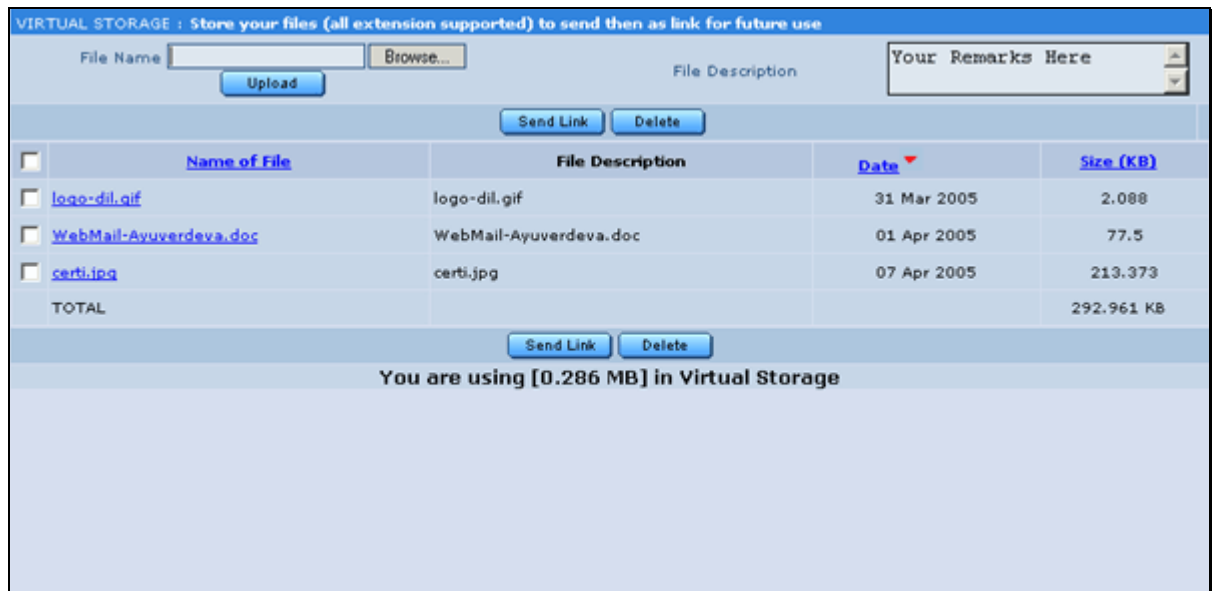 VIRTUAL STORAGE : Store your files (all extension supported) to send then as link for future use
File Name Browse... File Description Your Remarks Here
Upload
Send Link Delete
Name of File File Description Date Size (KB)
logo-dil.gif logo-dil.gif 31 Mar 2005 2.088
WebMail-Ayuverdeva.doc WebMail-Ayuverdeva.doc 01 Apr 2005 77.5
certi.jpg certi.jpg 07 Apr 2005 213.373
TOTAL 292.961 KB
Send Link Delete
You are using [0.286 MB] in Virtual Storage